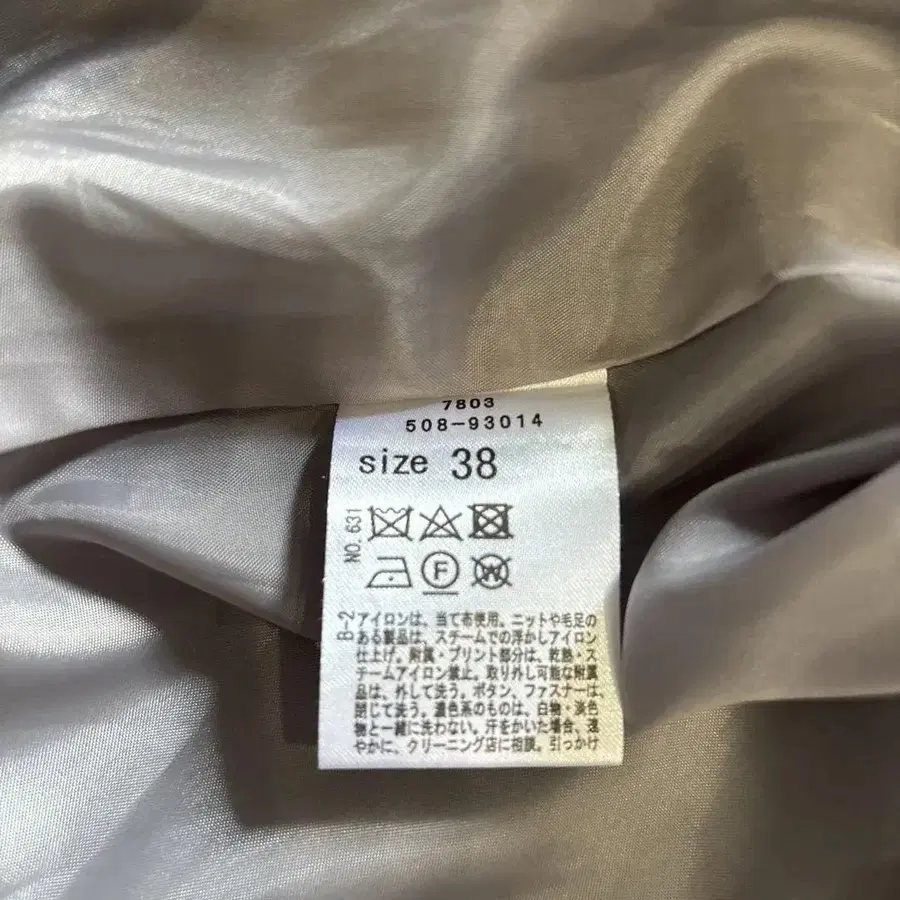 7803
508-93014
size 38
NO. 631
F
W
B-2
アイロンは、当て布使用。ニットや毛足の
ある製品は、スチームでの浮かしアイロン
仕上げ。附属・プリント部分は、乾熱・ス
チームアイロン禁止。取り外し可能な附属
品は、外して洗う。ボタン、ファスナーは、
閉じて洗う。濃色系のものは、白物・淡色
物と一緒に洗わない。汗をかいた場合、速
やかに、クリーニング店に相談。引っかけ